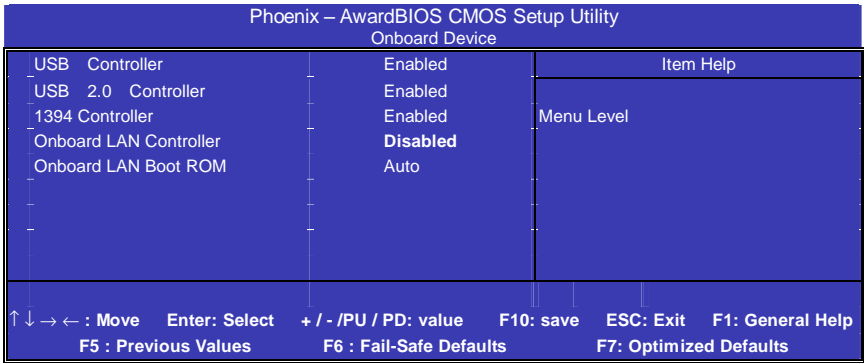 Phoenix – AwardBIOS CMOS Setup Utility
Onboard Device
USB Controller Enabled Item Help
USB 2.0 Controller Enabled
1394 Controller Enabled Menu Level
Onboard LAN Controller Disabled
Onboard LAN Boot ROM Auto
↑↓→← : Move Enter: Select + / - /PU / PD: value F10: save ESC: Exit F1: General Help
F5 : Previous Values F6 : Fail-Safe Defaults F7: Optimized Defaults